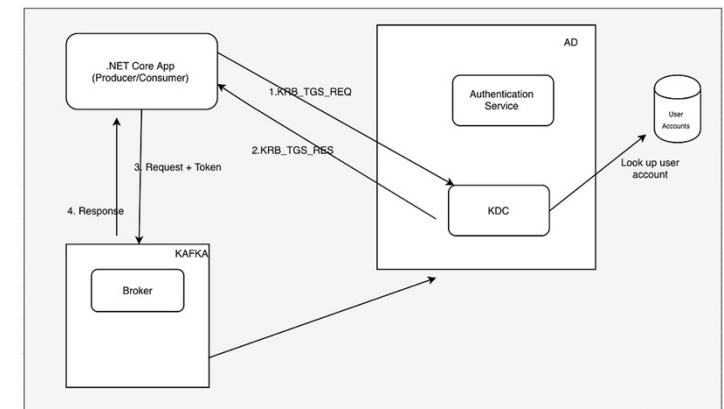 .NET Core App
(Producer/Consumer)
AD
Authentication
Service
User
Accounts
1.KRB_TGS_REQ
2.KRB_TGS_RES
3. Request + Token
Look up user
account
KDC
4. Response
KAFKA
Broker